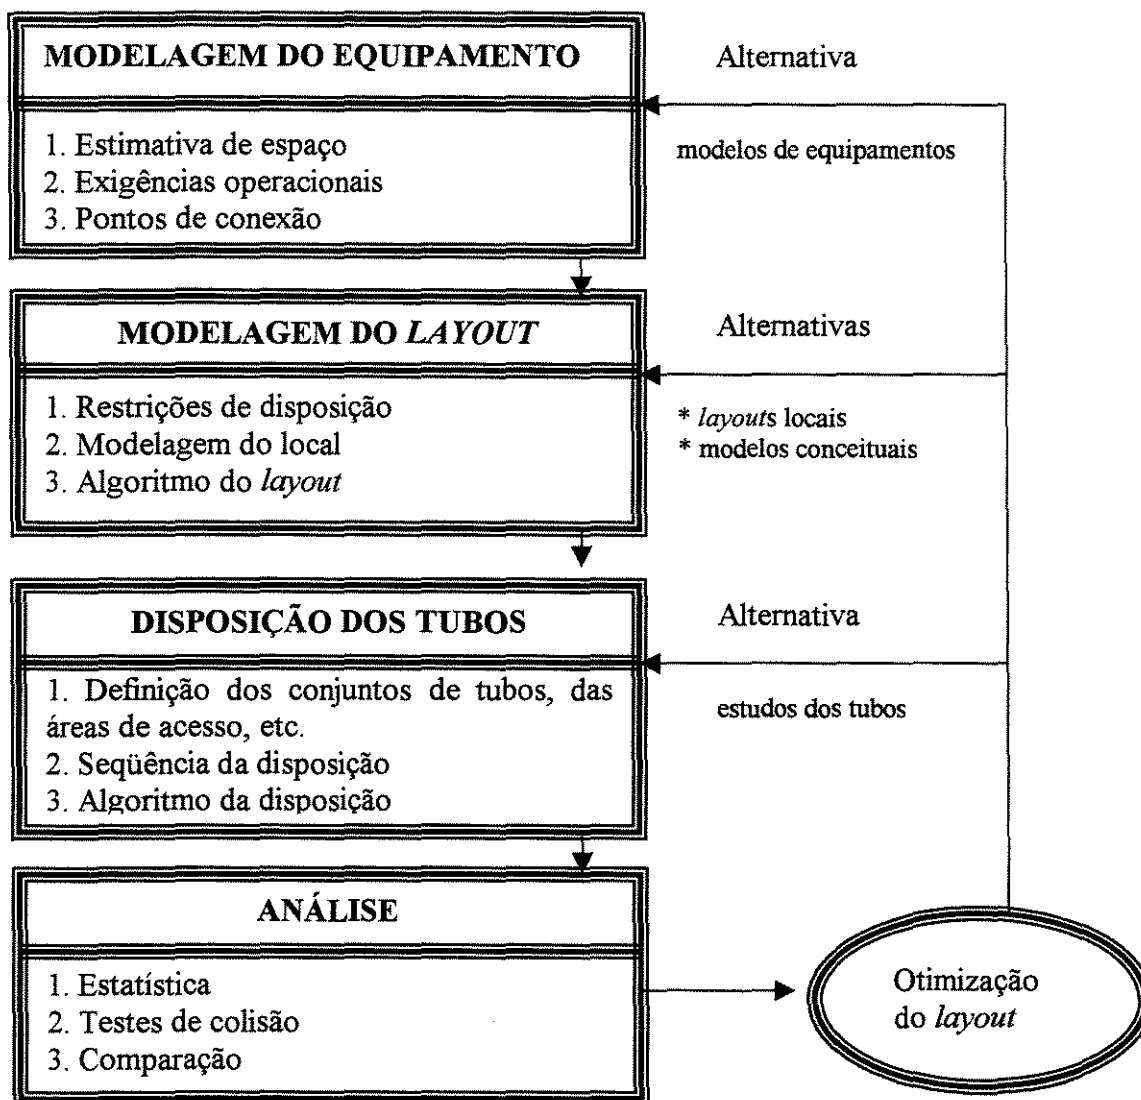 MODELAGEM DO EQUIPAMENTO
1. Estimativa de espaço
2. Exigências operacionais
3. Pontos de conexão
Alternativa
modelos de equipamentos
MODELAGEM DO LAYOUT
1. Restrições de disposição
2. Modelagem do local
3. Algoritmo do layout
Alternativas
* layouts locais
* modelos conceituais
DISPOSIÇÃO DOS TUBOS
1. Definição dos conjuntos de tubos, das
áreas de acesso, etc.
2. Seqüência da disposição
3. Algoritmo da disposição
Alternativa
estudos dos tubos
ANÁLISE
1. Estatística
2. Testes de colisão
3. Comparação
Otimização
do layout